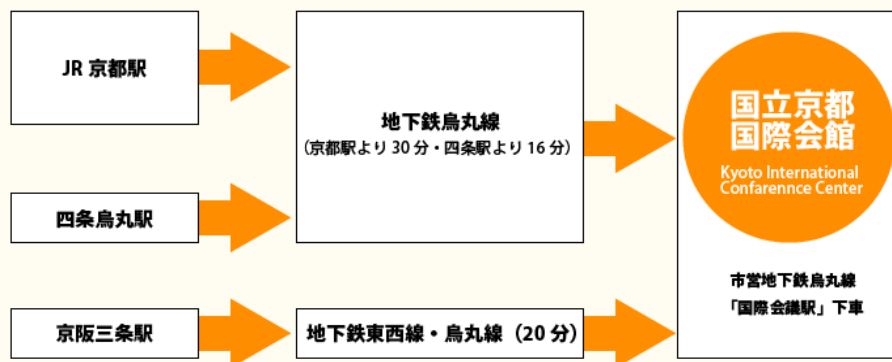 JR 京都駅
四条烏丸駅
京阪三条駅
地下鉄烏丸線
（京都駅より 30 分・四条駅より 16 分）
地下鉄東西線・烏丸線（20 分）
国立京都
国際会館
Kyoto International
Confarennce Center
市営地下鉄烏丸線
「国際会議駅」下車